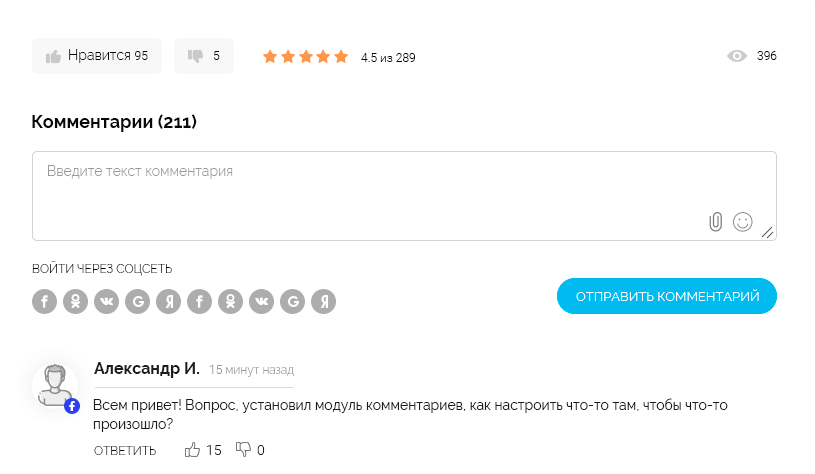 Нравится 95 5 4.5 из 289 396
Комментарии (211)
Введите текст комментария
ВОЙТИ ЧЕРЕЗ СОЦСЕТЬ
ОТПРАВИТЬ КОММЕНТАРИЙ
Александр И. 15 минут назад
Всем привет! Вопрос, установил модуль комментариев, как настроить что-то там, чтобы что-то
произошло?
ОТВЕТИТЬ 15 0